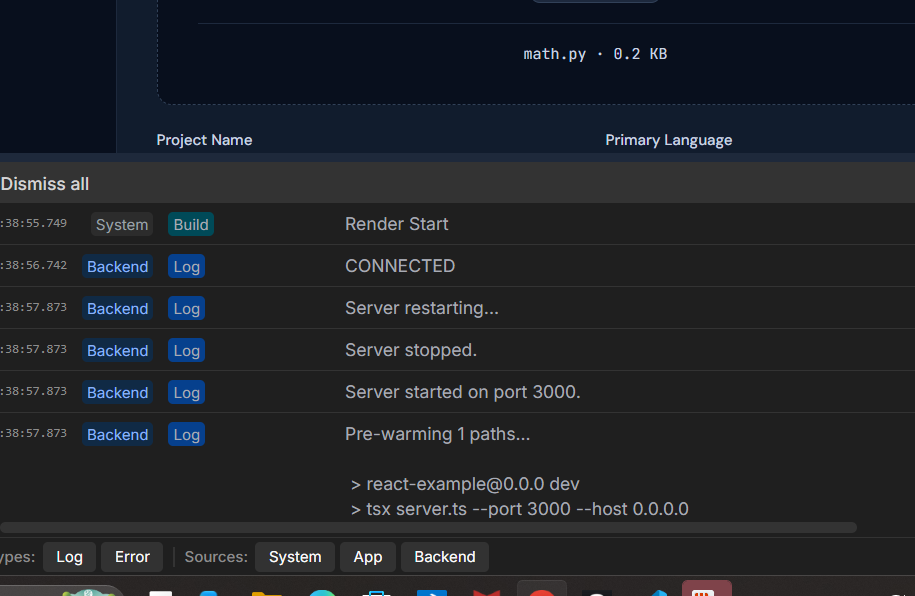 math.py · 0.2 KB
Project Name Primary Language
Dismiss all
:38:55.749 System Build Render Start
:38:56.742 Backend Log CONNECTED
:38:57.873 Backend Log Server restarting...
:38:57.873 Backend Log Server stopped.
:38:57.873 Backend Log Server started on port 3000.
:38:57.873 Backend Log Pre-warming 1 paths...
> react-example@0.0.0 dev
> tsx server.ts --port 3000 --host 0.0.0.0
ypes: Log Error Sources: System App Backend